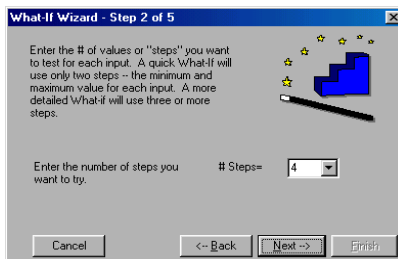 What-If Wizard - Step 2 of 5
Enter the # of values or "steps" you want
to test for each input. A quick What-If will
use only two steps -- the minimum and
maximum value for each input. A more
detailed What-if will use three or more
steps.
Enter the number of steps you
want to try.
# Steps=
4
Cancel
<-- Back
Next -->
Finish